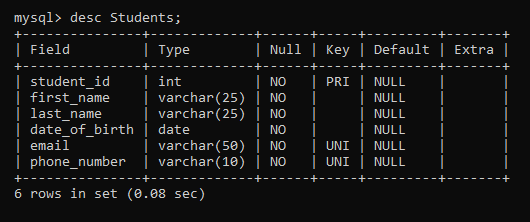 mysql> desc Students;
+---------------+-------------+------+-----+---------+-------+
| Field         | Type        | Null | Key | Default | Extra |
+---------------+-------------+------+-----+---------+-------+
| student_id    | int         | NO   | PRI | NULL    |       |
| first_name    | varchar(25) | NO   |     | NULL    |       |
| last_name     | varchar(25) | NO   |     | NULL    |       |
| date_of_birth | date        | NO   |     | NULL    |       |
| email         | varchar(50) | NO   | UNI | NULL    |       |
| phone_number  | varchar(10) | NO   | UNI | NULL    |       |
+---------------+-------------+------+-----+---------+-------+
6 rows in set (0.08 sec)